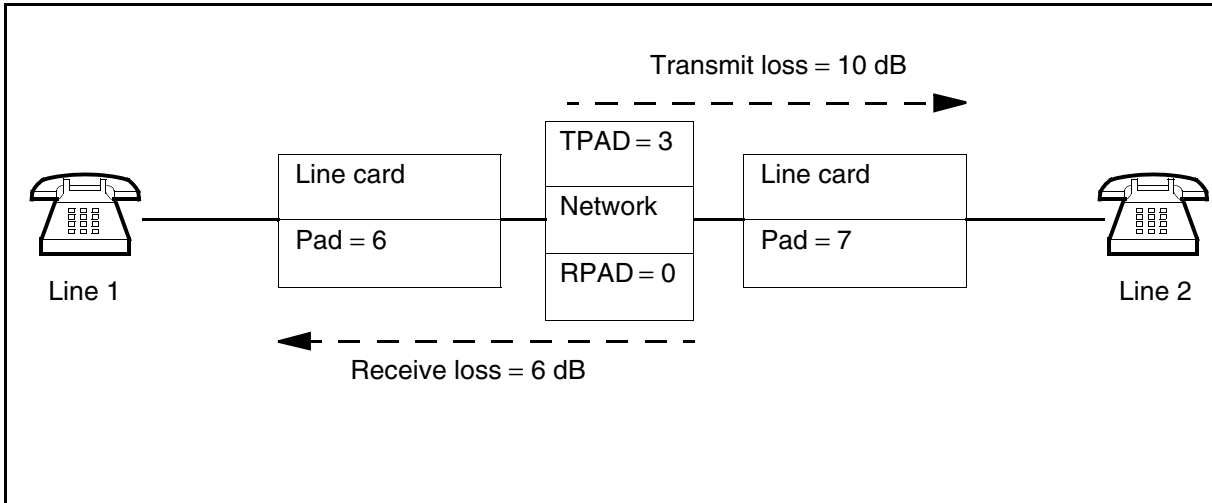 Transmit loss = 10 dB
TPAD = 3
Line card
Line card
Network
Pad = 6
Pad = 7
RPAD = 0
Line 1
Line 2
Receive loss = 6 dB